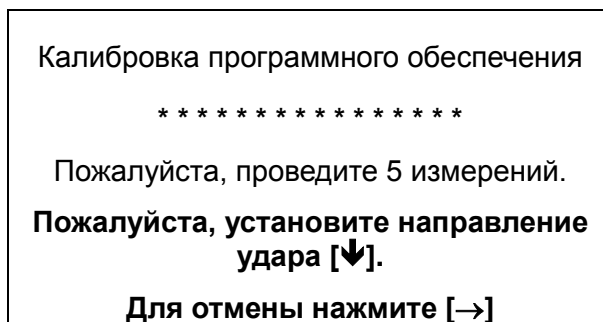 Калибровка программного обеспечения
* * * * * * * * * * * * * * * *
Пожалуйста, проведите 5 измерений.
Пожалуйста, установите направление
удара [🡻].
Для отмены нажмите [→]